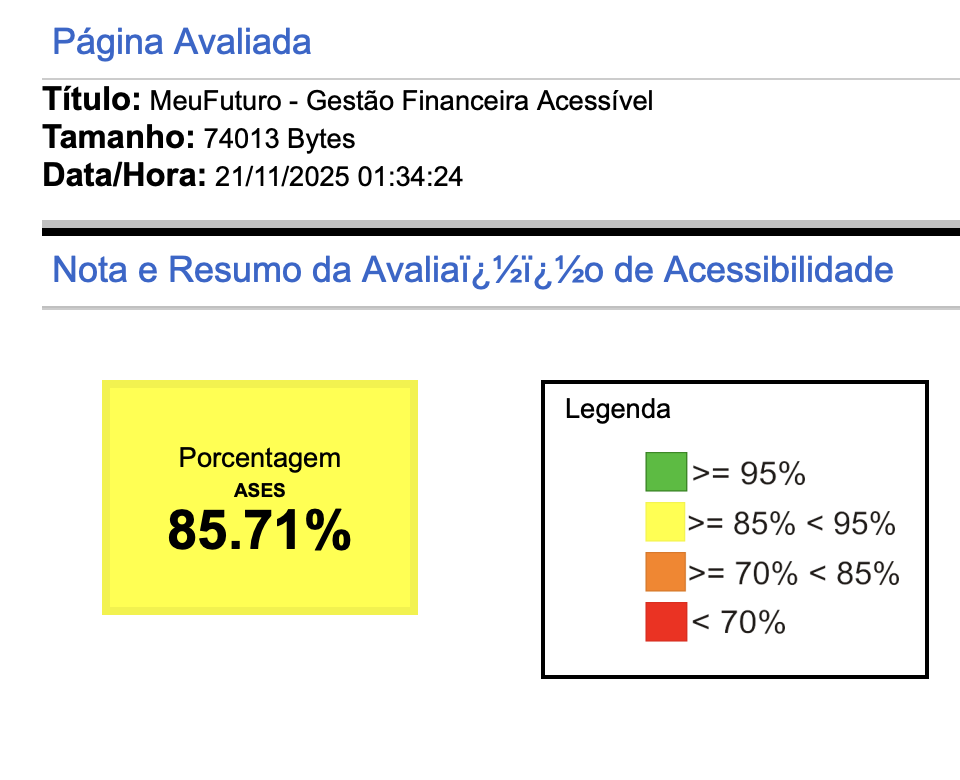 Página Avaliada
Título: MeuFuturo - Gestão Financeira Acessível
Tamanho: 74013 Bytes
Data/Hora: 21/11/2025 01:34:24
Nota e Resumo da Avaliaï¿½ï¿½o de Acessibilidade
Porcentagem
ASES
85.71%
Legenda
>= 95%
>= 85% < 95%
>= 70% < 85%
< 70%